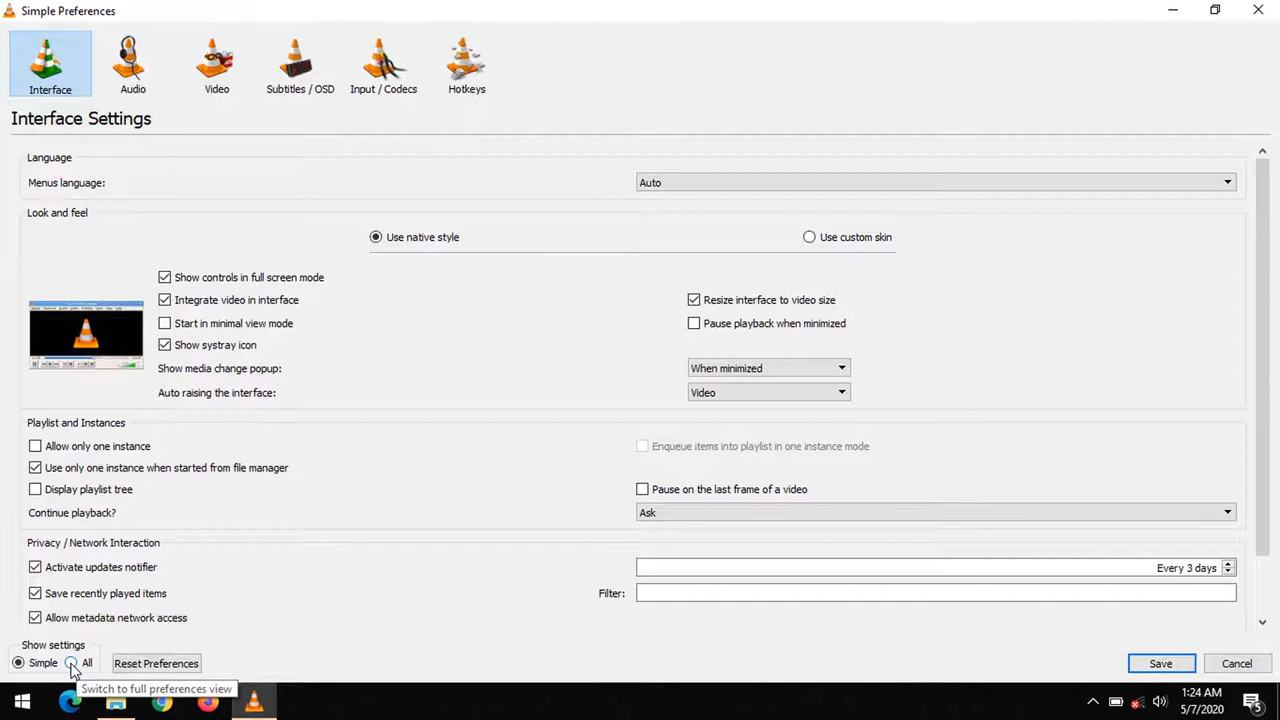 Simple Preferences
Interface
Audio
Video
Subtitles / OSD
Input / Codecs
Hotkeys
Interface Settings
Language
Menus language:
Auto
Look and feel
Use native style
Use custom skin
Show controls in full screen mode
Integrate video in interface
Resize interface to video size
Start in minimal view mode
Pause playback when minimized
Show systray icon
Show media change popup:
When minimized
Auto raising the interface:
Video
Playlist and Instances
Allow only one instance
Enqueue items into playlist in one instance mode
Use only one instance when started from file manager
Display playlist tree
Pause on the last frame of a video
Continue playback?
Ask
Privacy / Network Interaction
Activate updates notifier
Every 3 days
Save recently played items
Filter:
Allow metadata network access
Show settings
Simple
All
Reset Preferences
Save
Cancel
Switch to full preferences view
1:24 AM
5/7/2020
5